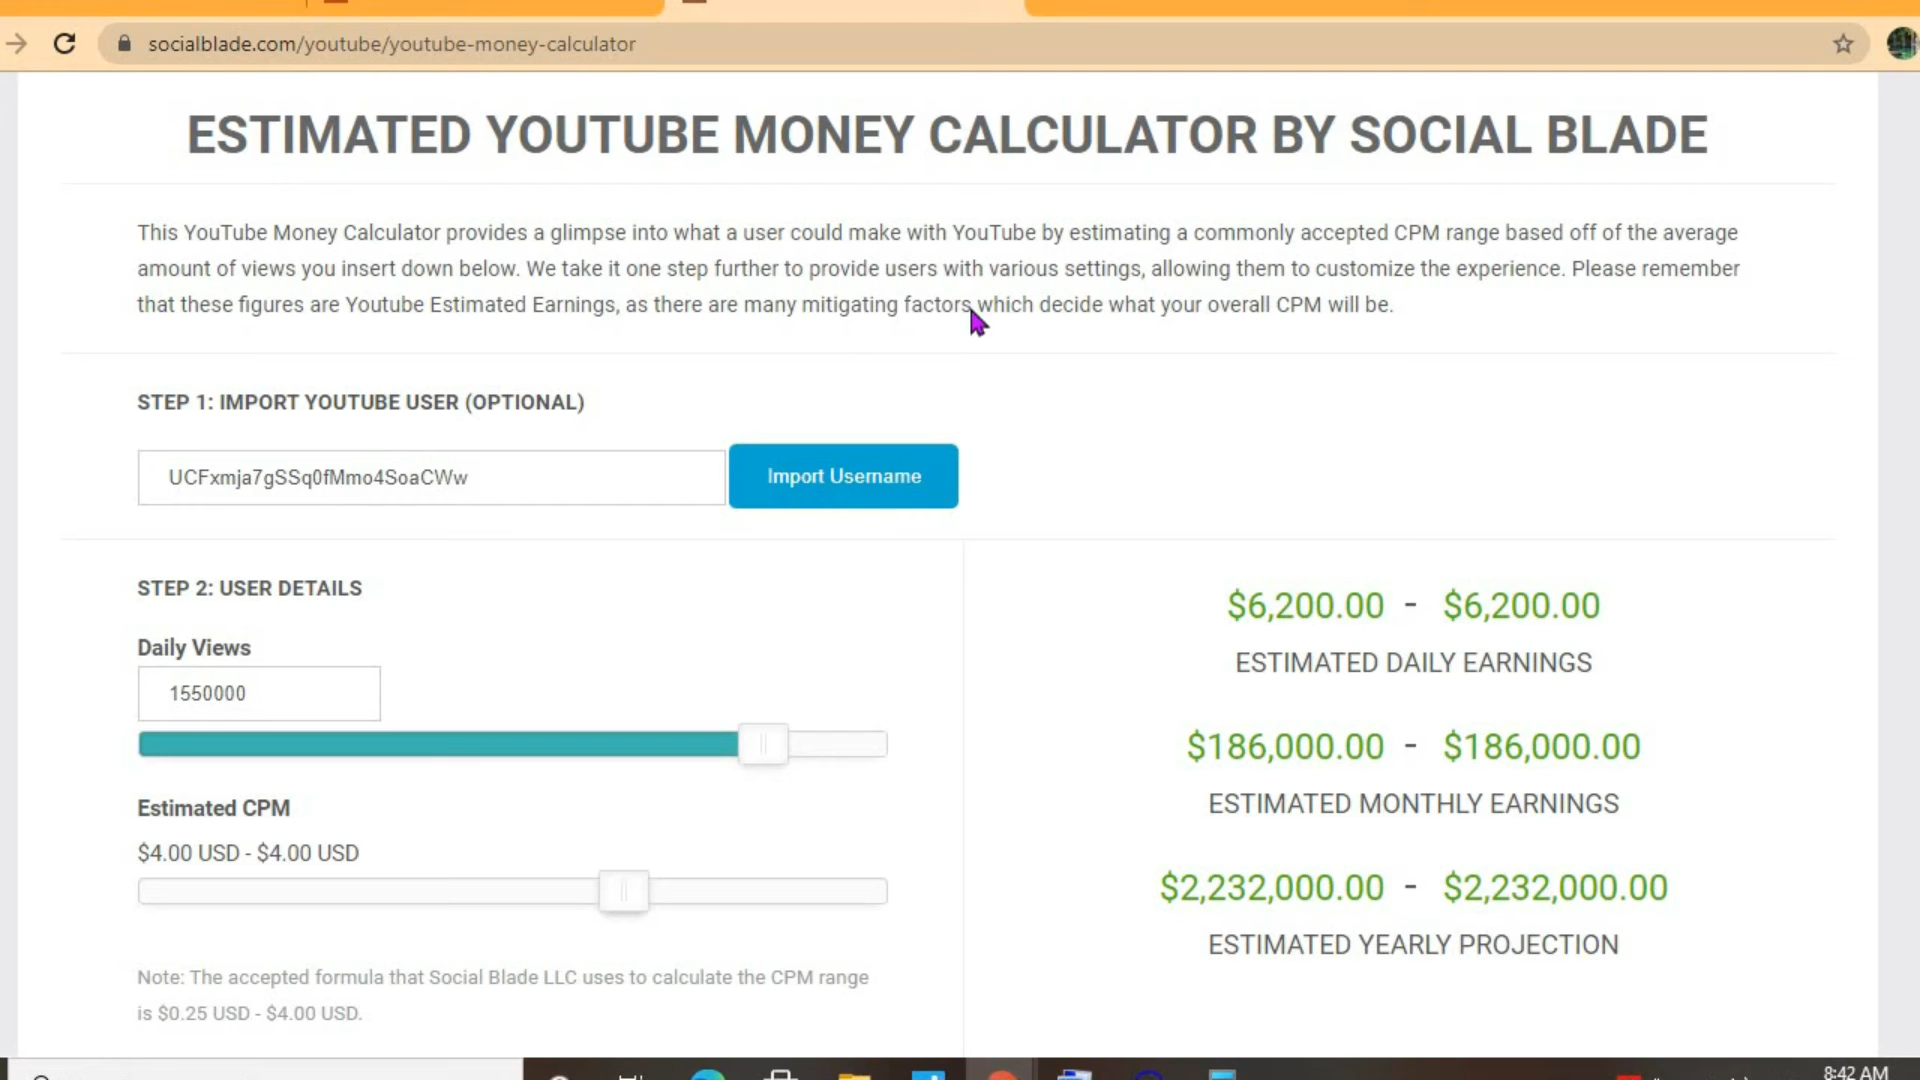 socialblade.com/youtube/youtube-money-calculator
ESTIMATED YOUTUBE MONEY CALCULATOR BY SOCIAL BLADE
This YouTube Money Calculator provides a glimpse into what a user could make with YouTube by estimating a commonly accepted CPM range based off of the average
amount of views you insert down below. We take it one step further to provide users with various settings, allowing them to customize the experience. Please remember
that these figures are Youtube Estimated Earnings, as there are many mitigating factors which decide what your overall CPM will be.
STEP 1: IMPORT YOUTUBE USER (OPTIONAL)
UCFxmja7gSSq0fMmo4SoaCWw
Import Username
STEP 2: USER DETAILS
Daily Views
1550000
Estimated CPM
$4.00 USD - $4.00 USD
Note: The accepted formula that Social Blade LLC uses to calculate the CPM range
is $0.25 USD - $4.00 USD.
$6,200.00 - $6,200.00
ESTIMATED DAILY EARNINGS
$186,000.00 - $186,000.00
ESTIMATED MONTHLY EARNINGS
$2,232,000.00 - $2,232,000.00
ESTIMATED YEARLY PROJECTION
8:42 AM